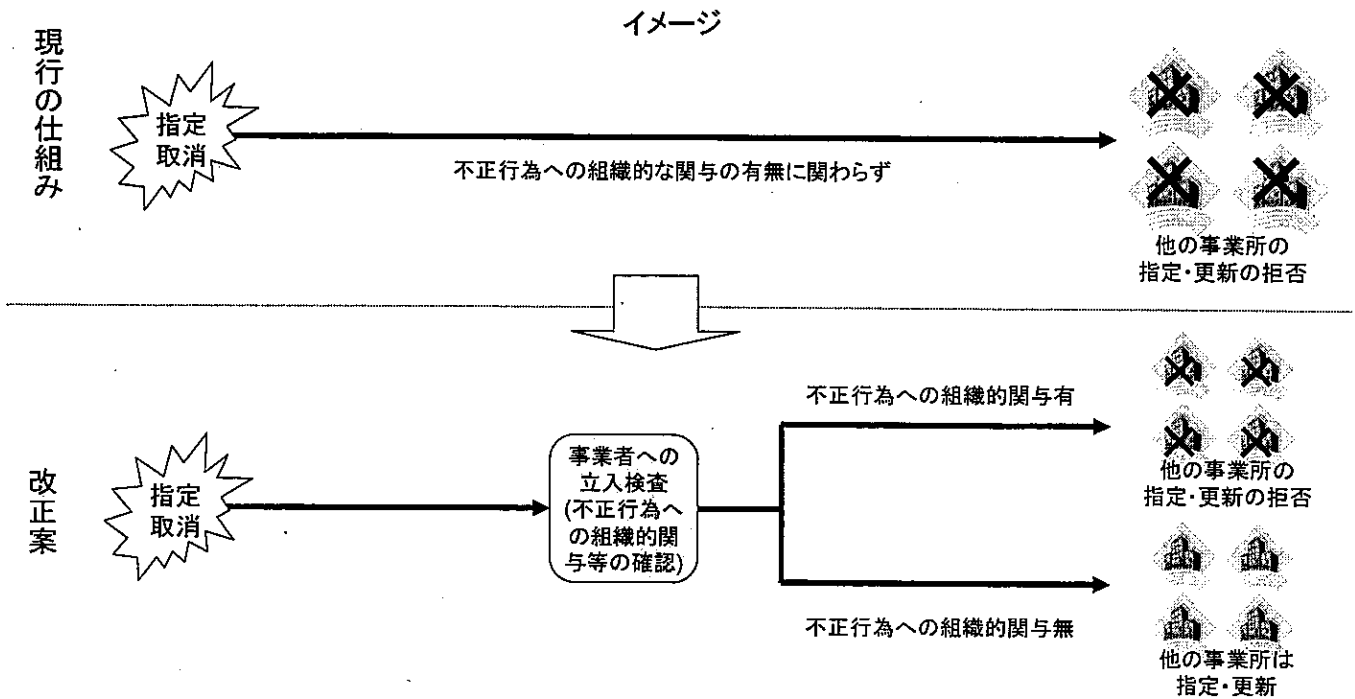 イメージ
現行の仕組み
指定
取消
不正行為への組織的な関与の有無に関わらず
他の事業所の
指定・更新の拒否
改正案
指定
取消
事業者への
立入検査
(不正行為へ
の組織的関
与等の確認)
不正行為への組織的関与有
他の事業所の
指定・更新の拒否
不正行為への組織的関与無
他の事業所は
指定・更新